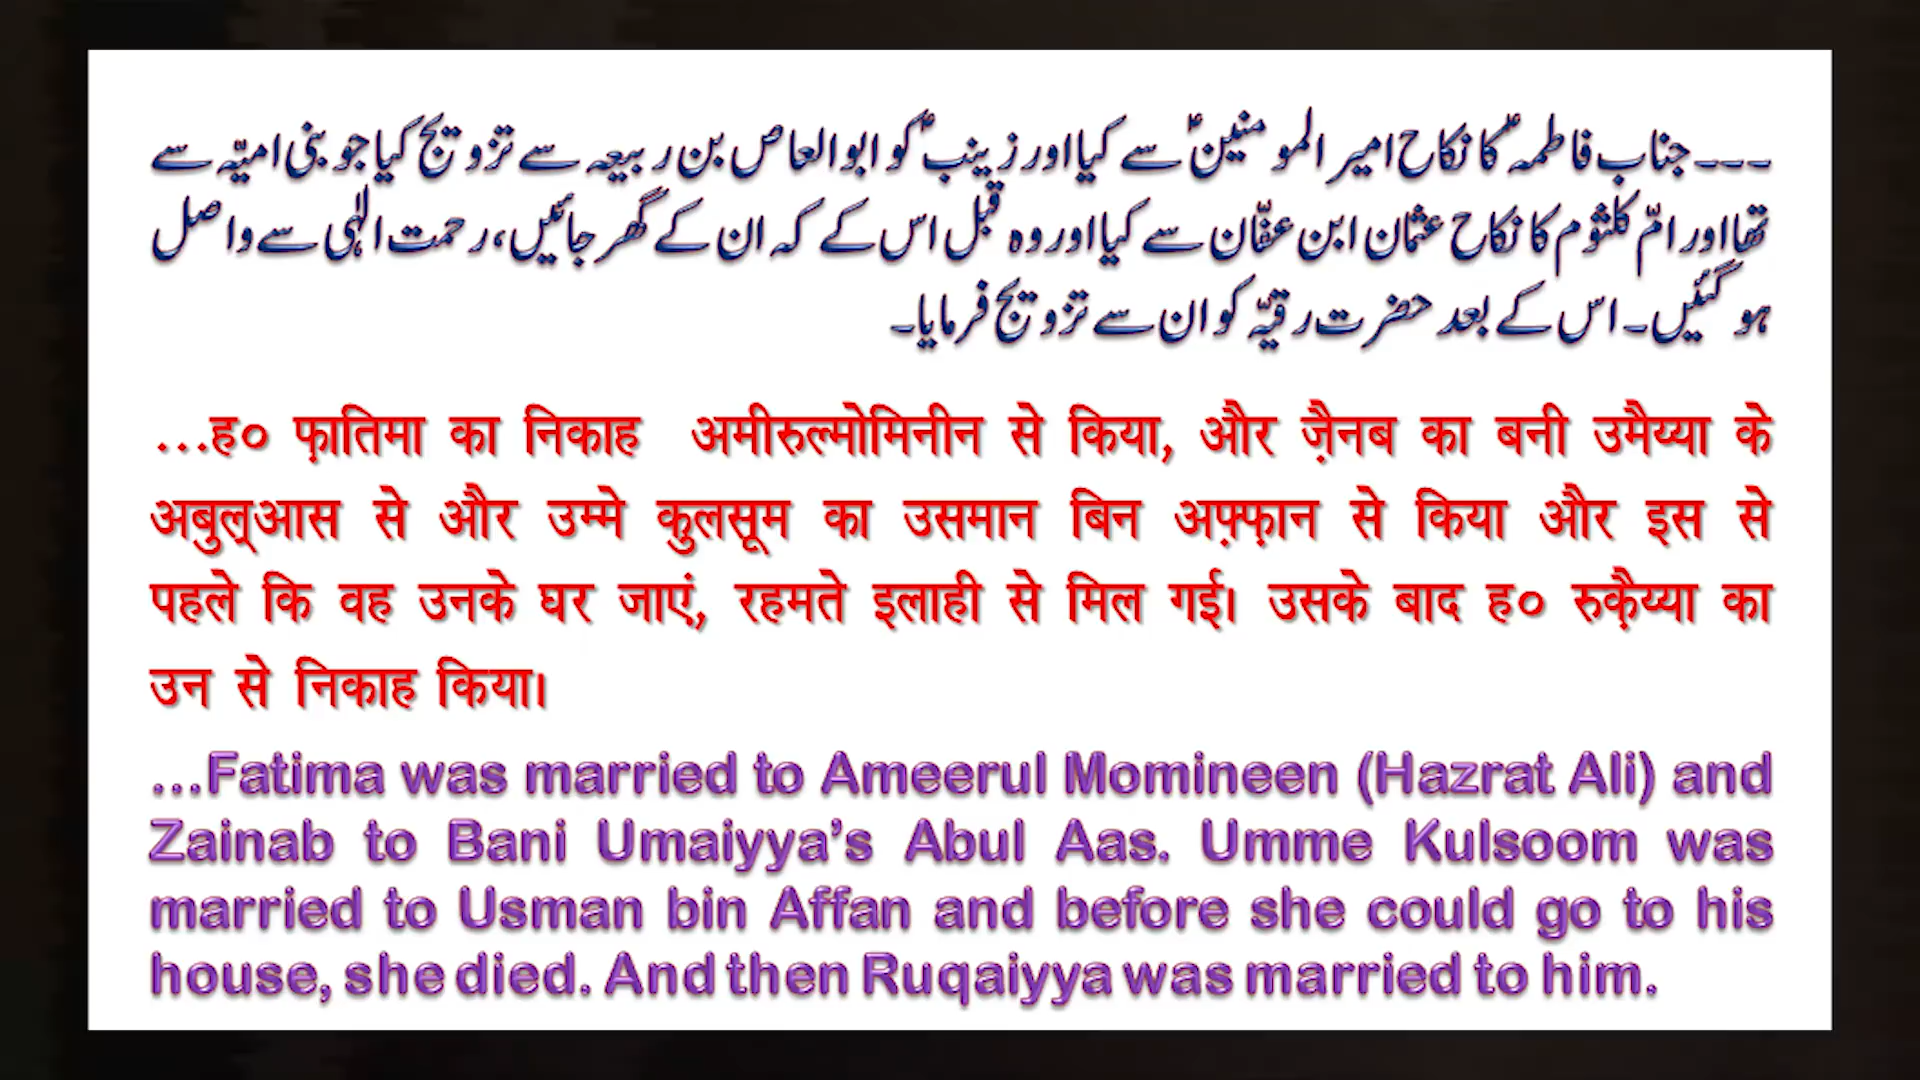 ۔۔۔جناب فاطمہؑ کا نکاح امیر المومنینؑ سے کیا اور زینبؑ کو ابوالعاص بن ربیعہ سے تزویج کیا جو بنی امیّہ سے
تھا اور امّ کلثوم کا نکاح عثمان ابن عفّان سے کیا اور وہ قبل اس کے کہ ان کے گھر جائیں، رحمت الٰہی سے واصل
ہو گئیں۔ اس کے بعد حضرت رقیّہ کو ان سے تزویج فرمایا۔
...ह० फ़ातिमा का निकाह अमीरुल्मोमिनीन से किया, और ज़ैनब का बनी उमैय्या के
अबुल्आस से और उम्मे कुलसूम का उसमान बिन अफ़्फ़ान से किया और इस से
पहले कि वह उनके घर जाएं, रहमते इलाही से मिल गई। उसके बाद ह० रुक़ैय्या का
उन से निकाह किया।
...Fatima was married to Ameerul Momineen (Hazrat Ali) and
Zainab to Bani Umaiyya’s Abul Aas. Umme Kulsoom was
married to Usman bin Affan and before she could go to his
house, she died. And then Ruqaiyya was married to him.